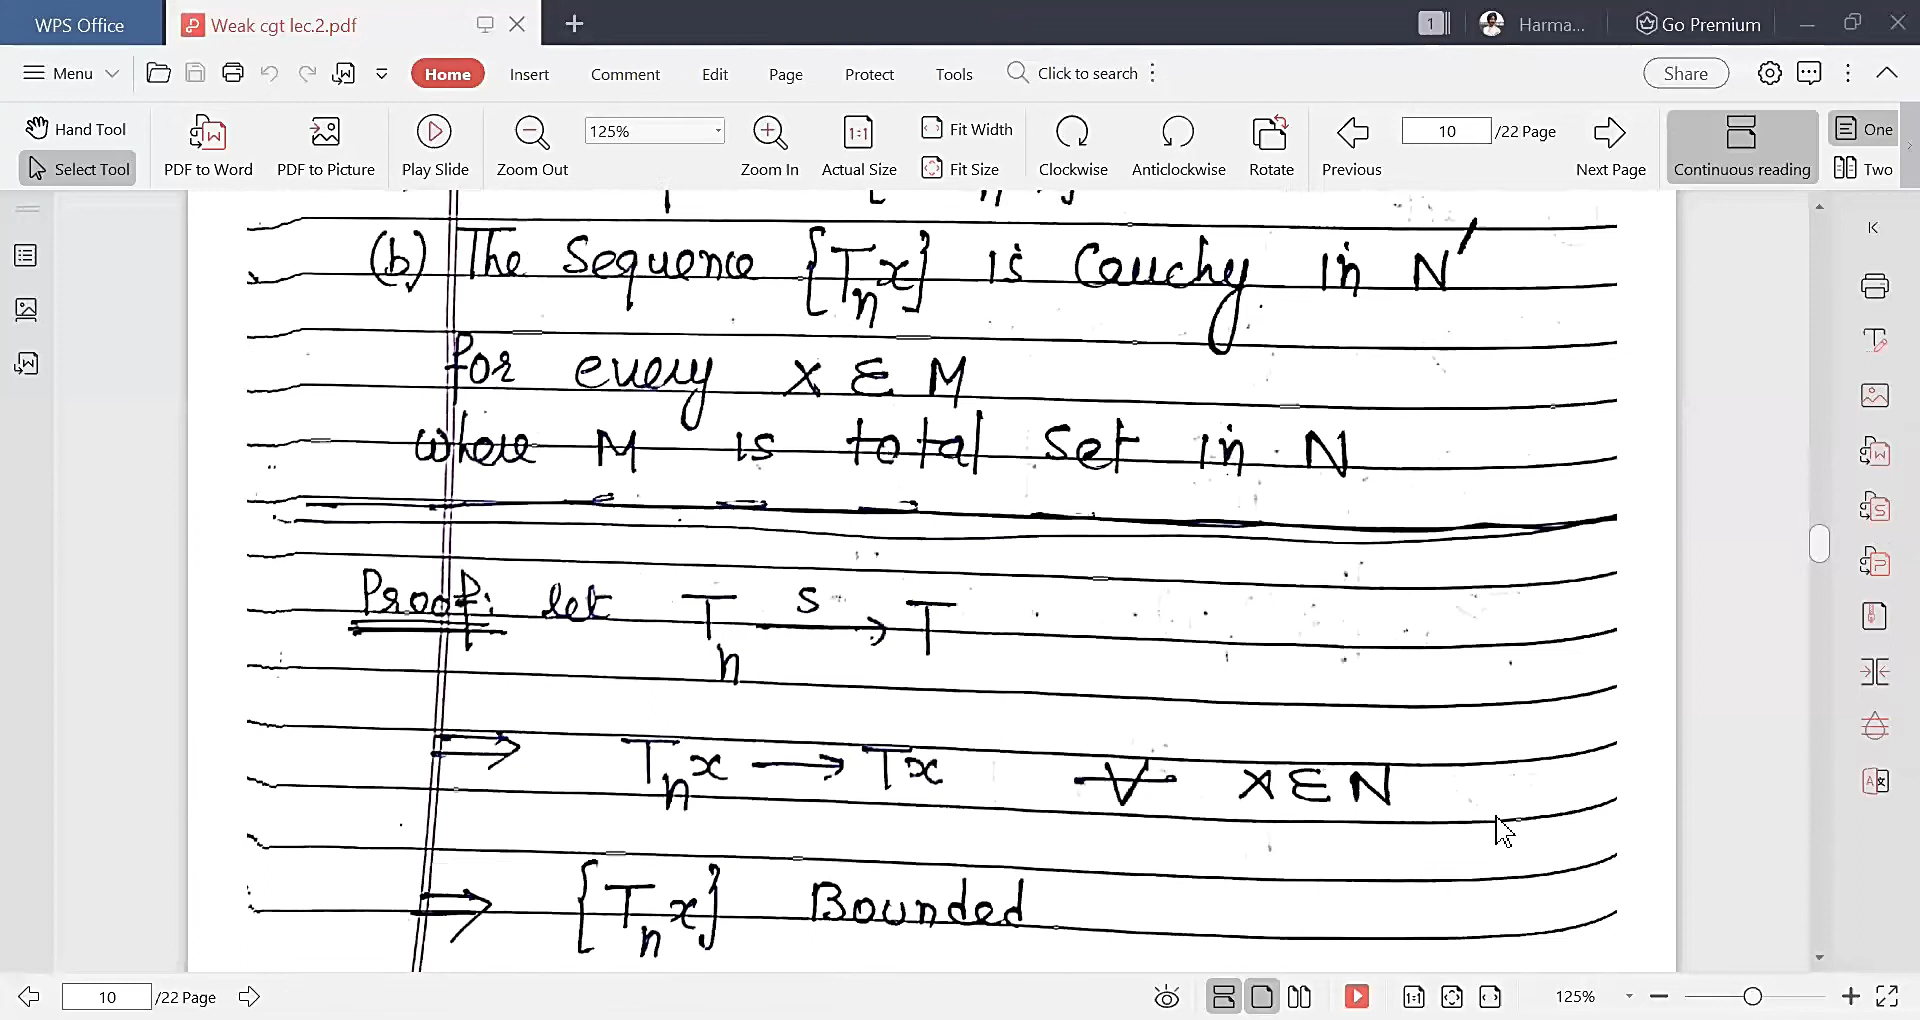 WPS Office
Weak cgt lec.2.pdf
1
Harma...
Go Premium
Menu
Home
Insert
Comment
Edit
Page
Protect
Tools
Click to search
Share
Hand Tool
Select Tool
PDF to Word
PDF to Picture
Play Slide
Zoom Out
125%
Zoom In
1:1
Actual Size
Fit Width
Fit Size
Clockwise
Anticlockwise
Rotate
Previous
10
/22 Page
Next Page
Continuous reading
One
Two
(b) The Sequence {Tₙx} is Cauchy in N′
for every x ∈ M
where M is total set in N
Proof: let Tₙ —s→ T
⇒ Tₙx → Tx ∀ x ∈ N
⇒ {Tₙx} Bounded
10
/22 Page
125%